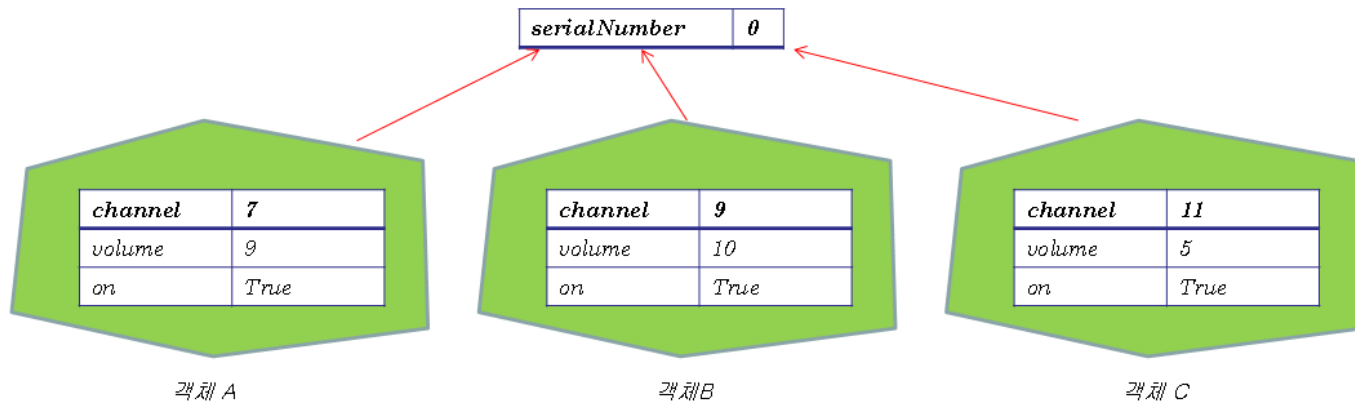 serialNumber 0
channel 7
volume 9
on True
channel 9
volume 10
on True
channel 11
volume 5
on True
객체 A
객체B
객체 C